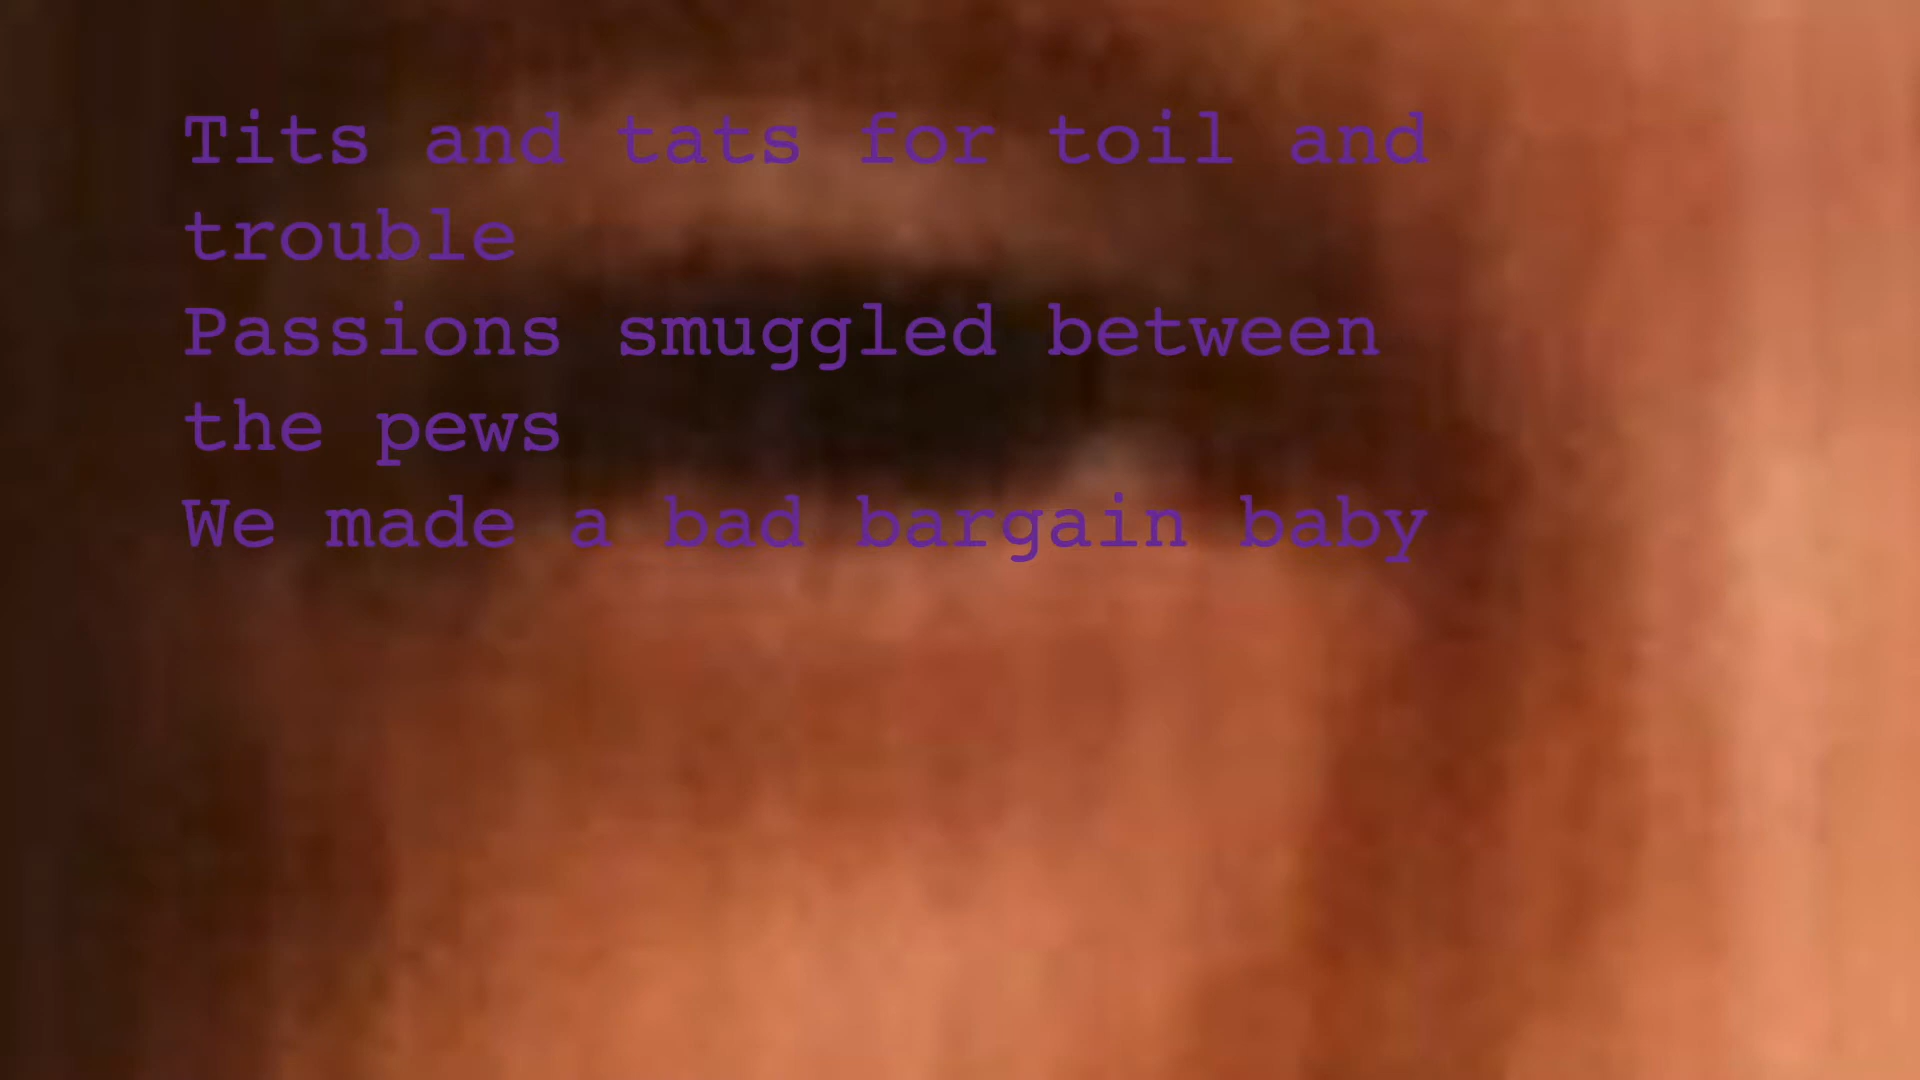 Tits and tats for toil and
trouble
Passions smuggled between
the pews
We made a bad bargain baby